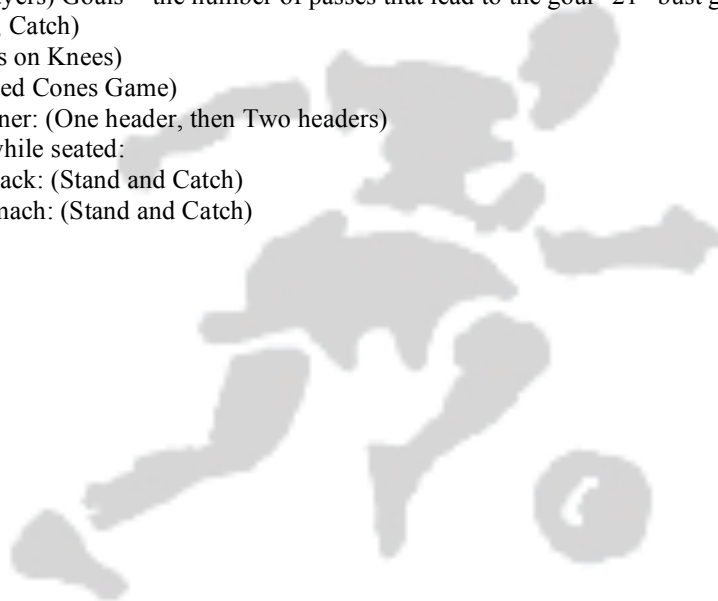 yers) Goals – the number of passes that lead to the goal "21" bust g
Catch)
s on Knees)
ed Cones Game)
ner: (One header, then Two headers)
while seated:
ack: (Stand and Catch)
mach: (Stand and Catch)